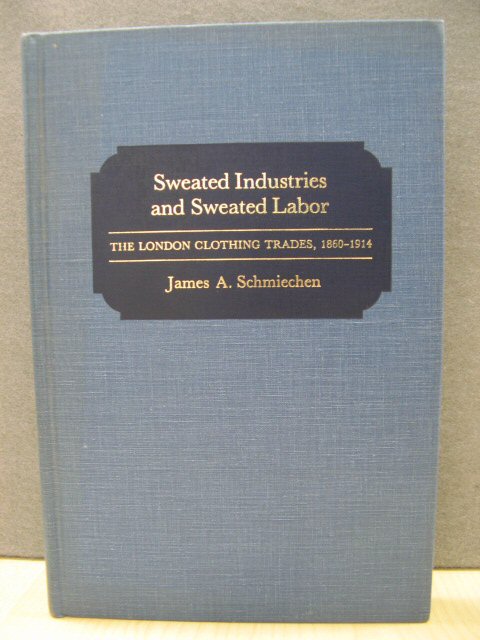 Sweated Industries
and Sweated Labor
THE LONDON CLOTHING TRADES, 1860-1914
James A. Schmiechen